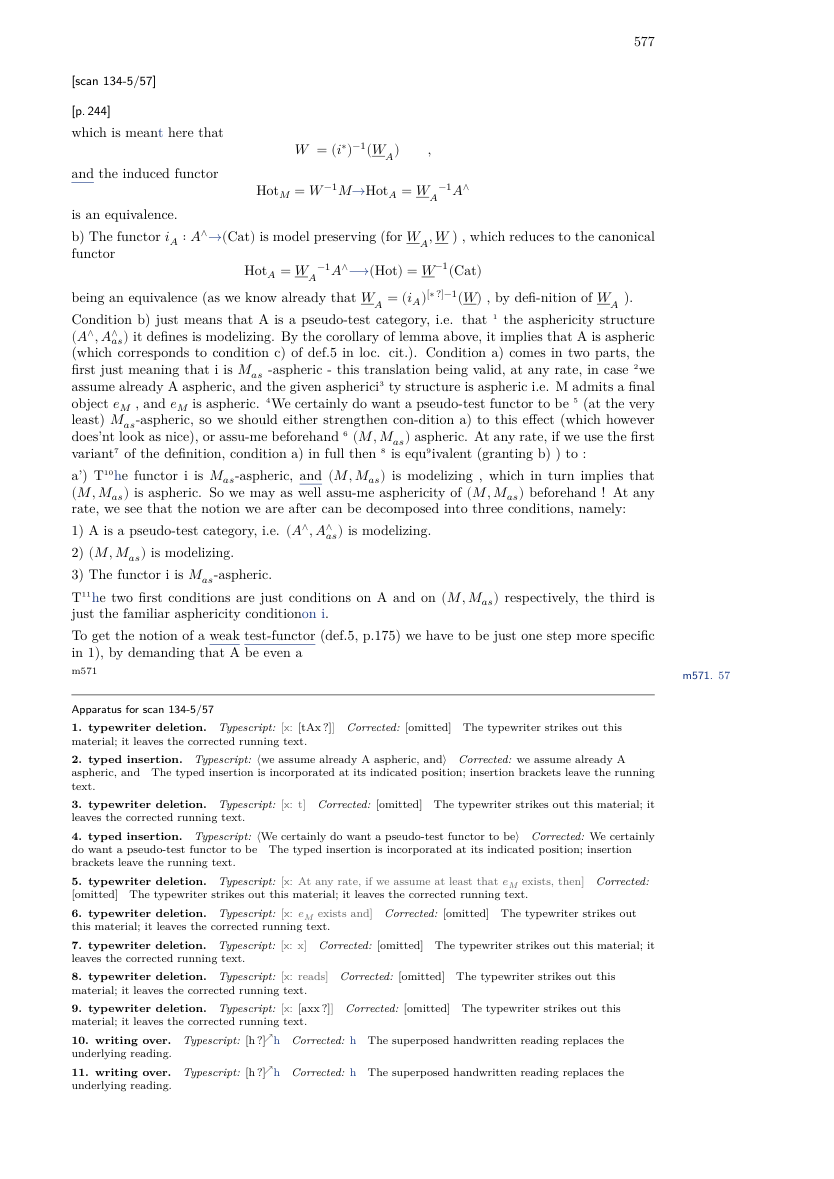 577
[scan 134-5/57]
[p. 244]
which is meant here that
W = (i*)⁻¹(W_A) ,
and the induced functor
Hot_M = W⁻¹M→Hot_A = W_A⁻¹A^
is an equivalence.
b) The functor i_A : A^→(Cat) is model preserving (for W_A, W ) , which reduces to the canonical
functor
Hot_A = W_A⁻¹A^⟶(Hot) = W⁻¹(Cat)
being an equivalence (as we know already that W_A = (i_A)^[* ?]−1(W) , by defi-nition of W_A ).
Condition b) just means that A is a pseudo-test category, i.e. that ¹ the asphericity structure
(A^, A^_as) it defines is modelizing. By the corollary of lemma above, it implies that A is aspheric
(which corresponds to condition c) of def.5 in loc. cit.). Condition a) comes in two parts, the
first just meaning that i is M_as -aspheric - this translation being valid, at any rate, in case ²we
assume already A aspheric, and the given aspherici³ ty structure is aspheric i.e. M admits a final
object e_M , and e_M is aspheric. ⁴We certainly do want a pseudo-test functor to be ⁵ (at the very
least) M_as-aspheric, so we should either strengthen con-dition a) to this effect (which however
does'nt look as nice), or assu-me beforehand ⁶ (M, M_as) aspheric. At any rate, if we use the first
variant⁷ of the definition, condition a) in full then ⁸ is equ⁹ivalent (granting b) ) to :
a') T¹⁰he functor i is M_as-aspheric, and (M, M_as) is modelizing , which in turn implies that
(M, M_as) is aspheric. So we may as well assu-me asphericity of (M, M_as) beforehand ! At any
rate, we see that the notion we are after can be decomposed into three conditions, namely:
1) A is a pseudo-test category, i.e. (A^, A^_as) is modelizing.
2) (M, M_as) is modelizing.
3) The functor i is M_as-aspheric.
T¹¹he two first conditions are just conditions on A and on (M, M_as) respectively, the third is
just the familiar asphericity conditionon i.
To get the notion of a weak test-functor (def.5, p.175) we have to be just one step more specific
in 1), by demanding that A be even a
m571
m571. 57
Apparatus for scan 134-5/57
1. typewriter deletion. Typescript: [x: [tAx ?]] Corrected: [omitted] The typewriter strikes out this
material; it leaves the corrected running text.
2. typed insertion. Typescript: ⟨we assume already A aspheric, and⟩ Corrected: we assume already A
aspheric, and The typed insertion is incorporated at its indicated position; insertion brackets leave the running
text.
3. typewriter deletion. Typescript: [x: t] Corrected: [omitted] The typewriter strikes out this material; it
leaves the corrected running text.
4. typed insertion. Typescript: ⟨We certainly do want a pseudo-test functor to be⟩ Corrected: We certainly
do want a pseudo-test functor to be The typed insertion is incorporated at its indicated position; insertion
brackets leave the running text.
5. typewriter deletion. Typescript: [x: At any rate, if we assume at least that e_M exists, then] Corrected:
[omitted] The typewriter strikes out this material; it leaves the corrected running text.
6. typewriter deletion. Typescript: [x: e_M exists and] Corrected: [omitted] The typewriter strikes out
this material; it leaves the corrected running text.
7. typewriter deletion. Typescript: [x: x] Corrected: [omitted] The typewriter strikes out this material; it
leaves the corrected running text.
8. typewriter deletion. Typescript: [x: reads] Corrected: [omitted] The typewriter strikes out this
material; it leaves the corrected running text.
9. typewriter deletion. Typescript: [x: [axx ?]] Corrected: [omitted] The typewriter strikes out this
material; it leaves the corrected running text.
10. writing over. Typescript: [h ?]↗h Corrected: h The superposed handwritten reading replaces the
underlying reading.
11. writing over. Typescript: [h ?]↗h Corrected: h The superposed handwritten reading replaces the
underlying reading.